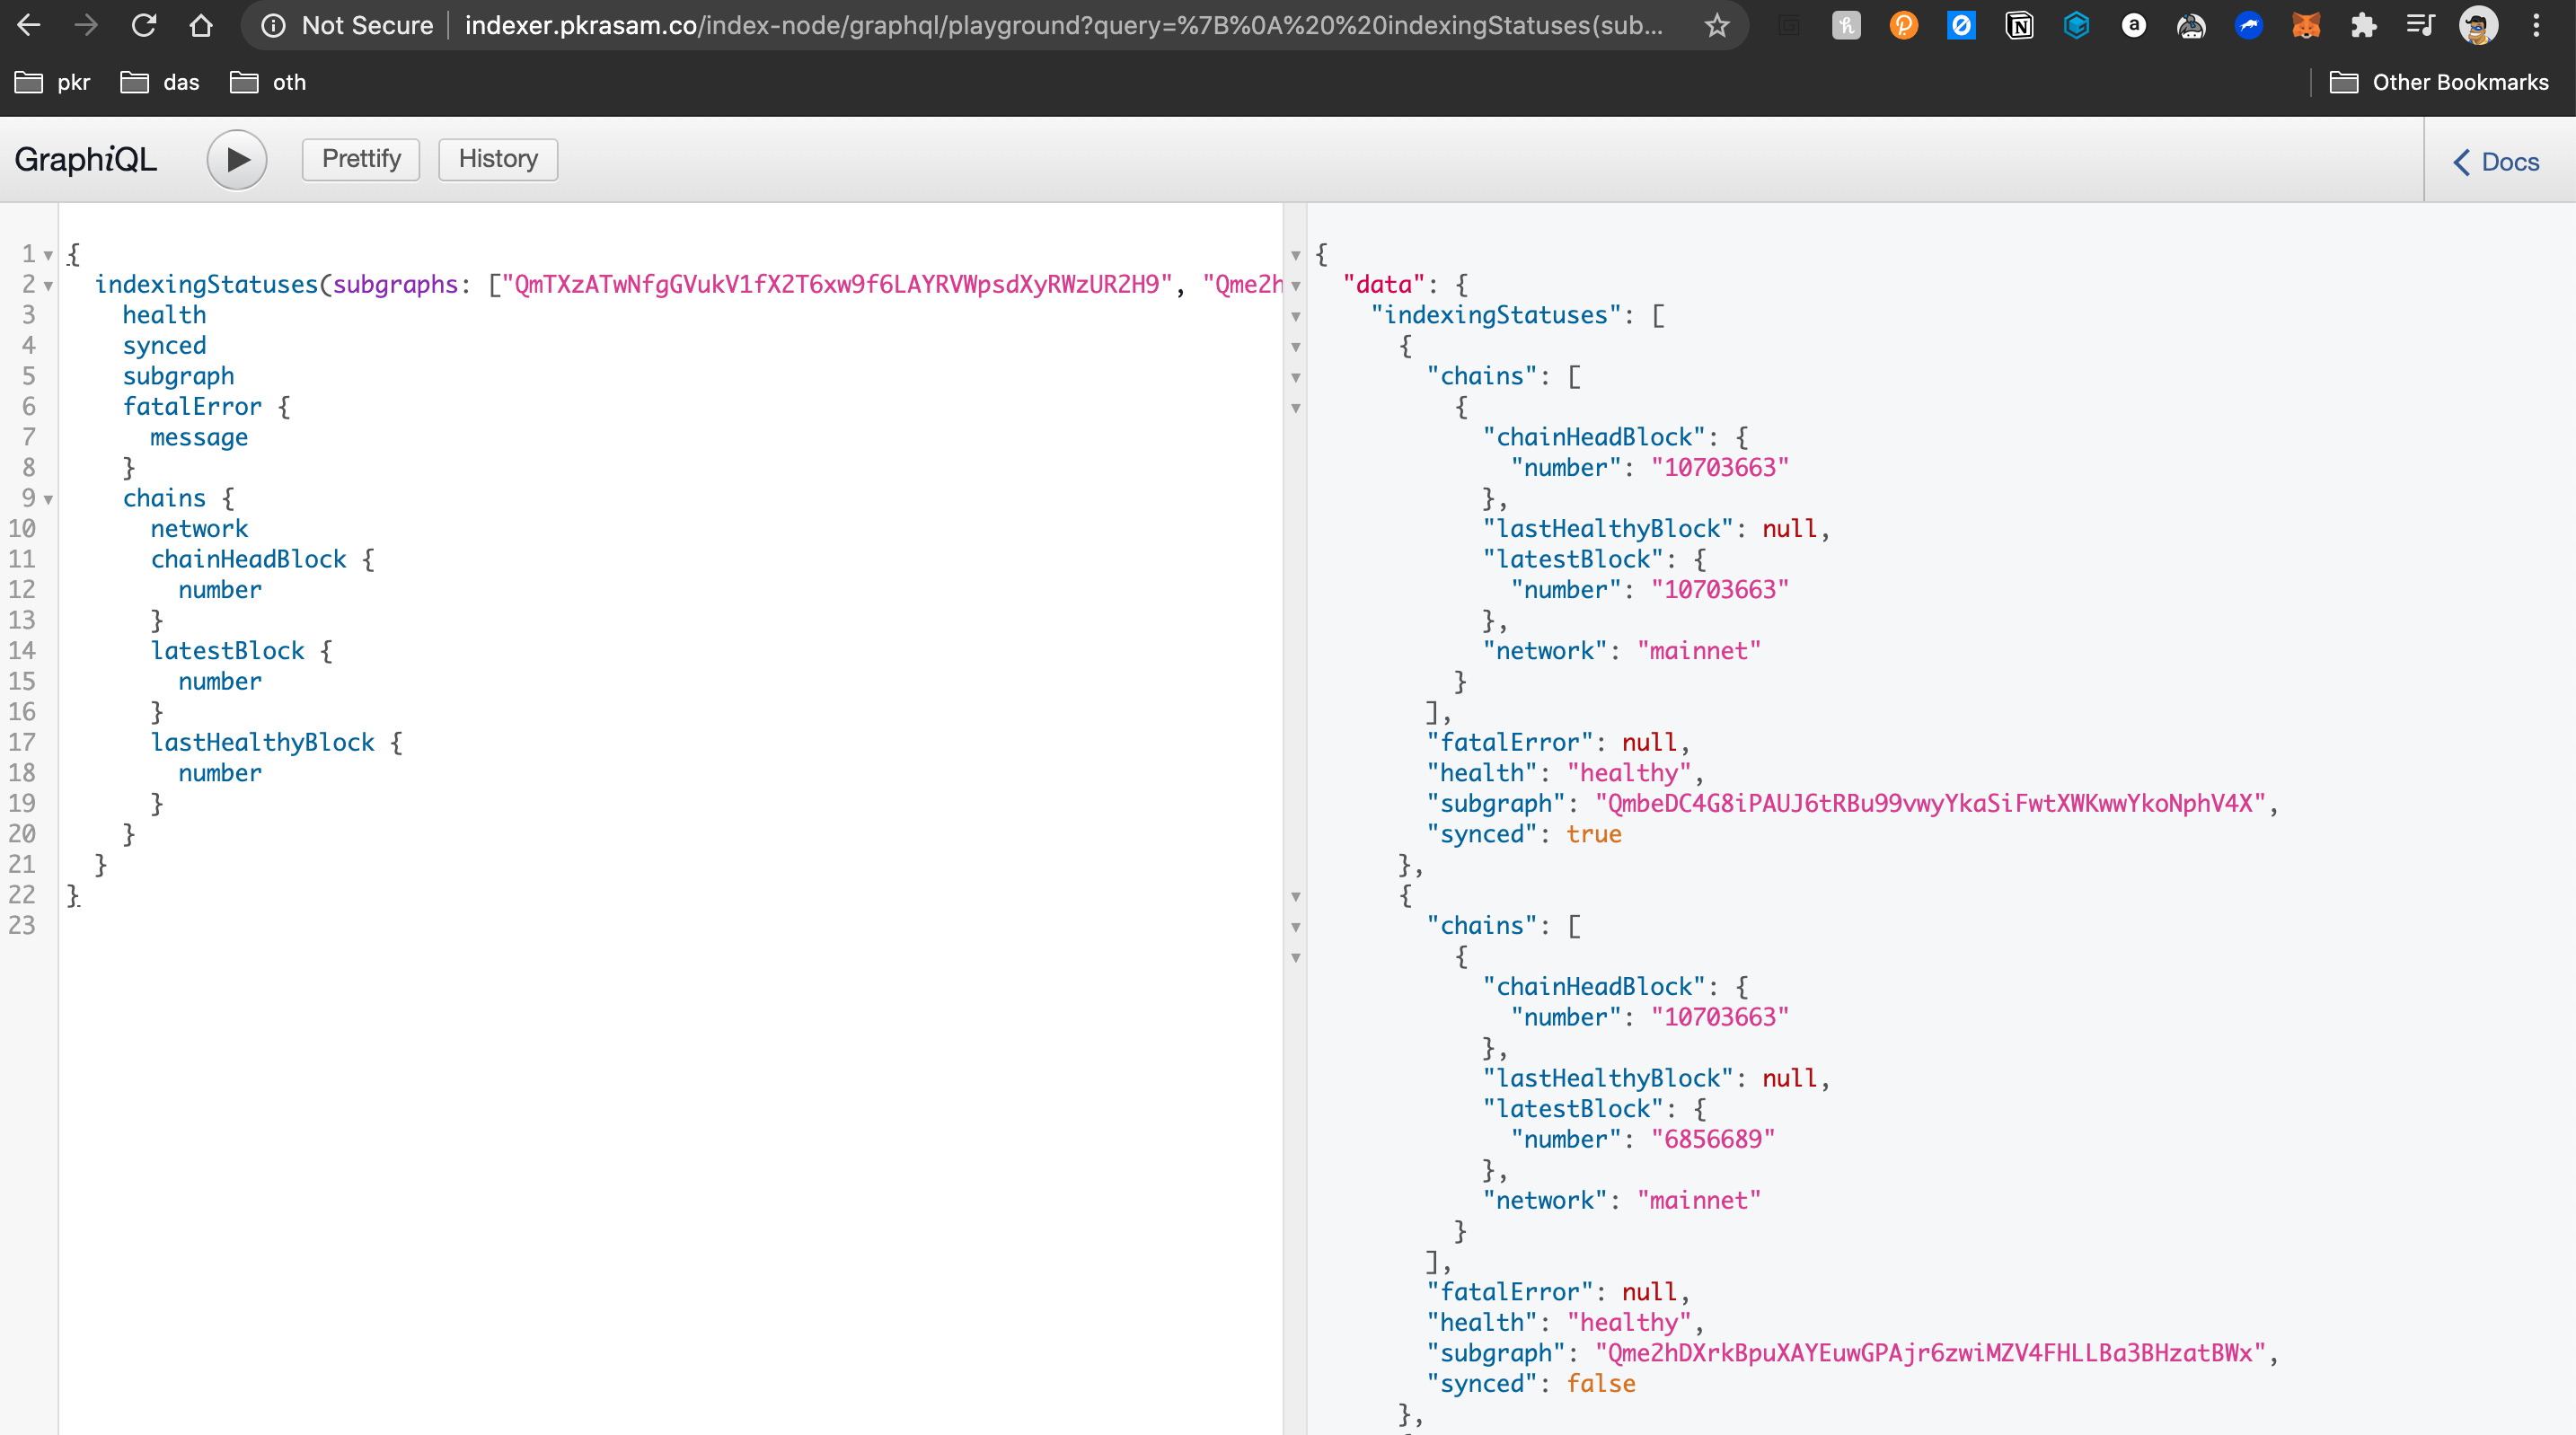 Not Secure indexer.pkrasam.co/index-node/graphql/playground?query=%7B%0A%20%20indexingStatuses(sub...
pkr das oth Other Bookmarks
GraphiQL Prettify History Docs
1 {
2 indexingStatuses(subgraphs: ["QmTXzATwNfgGVukV1fX2T6xw9f6LAYRVWpsdXyRWzUR2H9", "Qme2h
3 health
4 synced
5 subgraph
6 fatalError {
7 message
8 }
9 chains {
10 network
11 chainHeadBlock {
12 number
13 }
14 latestBlock {
15 number
16 }
17 lastHealthyBlock {
18 number
19 }
20 }
21 }
22 }
23
{
"data": {
"indexingStatuses": [
{
"chains": [
{
"chainHeadBlock": {
"number": "10703663"
},
"lastHealthyBlock": null,
"latestBlock": {
"number": "10703663"
},
"network": "mainnet"
}
],
"fatalError": null,
"health": "healthy",
"subgraph": "QmbeDC4G8iPAUJ6tRBu99vwyYkaSiFwtXWKwwYkoNphV4X",
"synced": true
},
{
"chains": [
{
"chainHeadBlock": {
"number": "10703663"
},
"lastHealthyBlock": null,
"latestBlock": {
"number": "6856689"
},
"network": "mainnet"
}
],
"fatalError": null,
"health": "healthy",
"subgraph": "Qme2hDXrkBpuXAYEuwGPAjr6zwiMZV4FHLLBa3BHzatBWx",
"synced": false
},